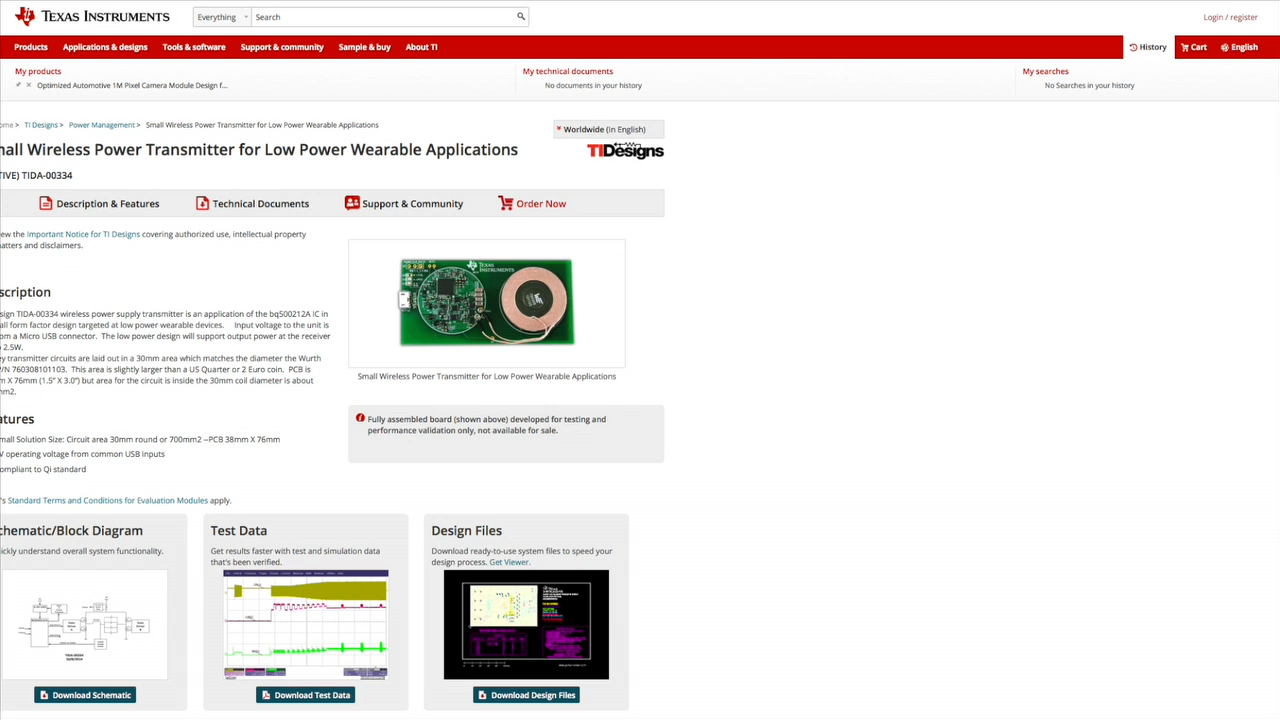 TEXAS INSTRUMENTS
Everything
Search
Login / register
Products
Applications & designs
Tools & software
Support & community
Sample & buy
About TI
History
Cart
English
My products
My technical documents
My searches
Optimized Automotive 1M Pixel Camera Module Design f...
No documents in your history
No Searches in your history
ome > TI Designs > Power Management > Small Wireless Power Transmitter for Low Power Wearable Applications
Worldwide (In English)
TIDesigns
all Wireless Power Transmitter for Low Power Wearable Applications
TIVE) TIDA-00334
Description & Features
Technical Documents
Support & Community
Order Now
ew the Important Notice for TI Designs covering authorized use, intellectual property
atters and disclaimers.
TEXAS
INSTRUMENTS
Small Wireless Power Transmitter for Low Power Wearable Applications
scription
sign TIDA-00334 wireless power supply transmitter is an application of the bq500212A IC in
all form factor design targeted at low power wearable devices. Input voltage to the unit is
om a Micro USB connector. The low power design will support output power at the receiver
2.5W.
ey transmitter circuits are laid out in a 30mm area which matches the diameter the Wurth
P/N 760308101103. This area is slightly larger than a US Quarter or 2 Euro coin. PCB is
m X 76mm (1.5" X 3.0") but area for the circuit is inside the 30mm coil diameter is about
mm2.
Fully assembled board (shown above) developed for testing and
performance validation only, not available for sale.
atures
mall Solution Size: Circuit area 30mm round or 700mm2 --PCB 38mm X 76mm
V operating voltage from common USB inputs
ompliant to Qi standard
's Standard Terms and Conditions for Evaluation Modules apply.
chematic/Block Diagram
ickly understand overall system functionality.
Download Schematic
Test Data
Get results faster with test and simulation data
that's been verified.
Download Test Data
Design Files
Download ready-to-use system files to speed your
design process. Get Viewer.
Download Design Files